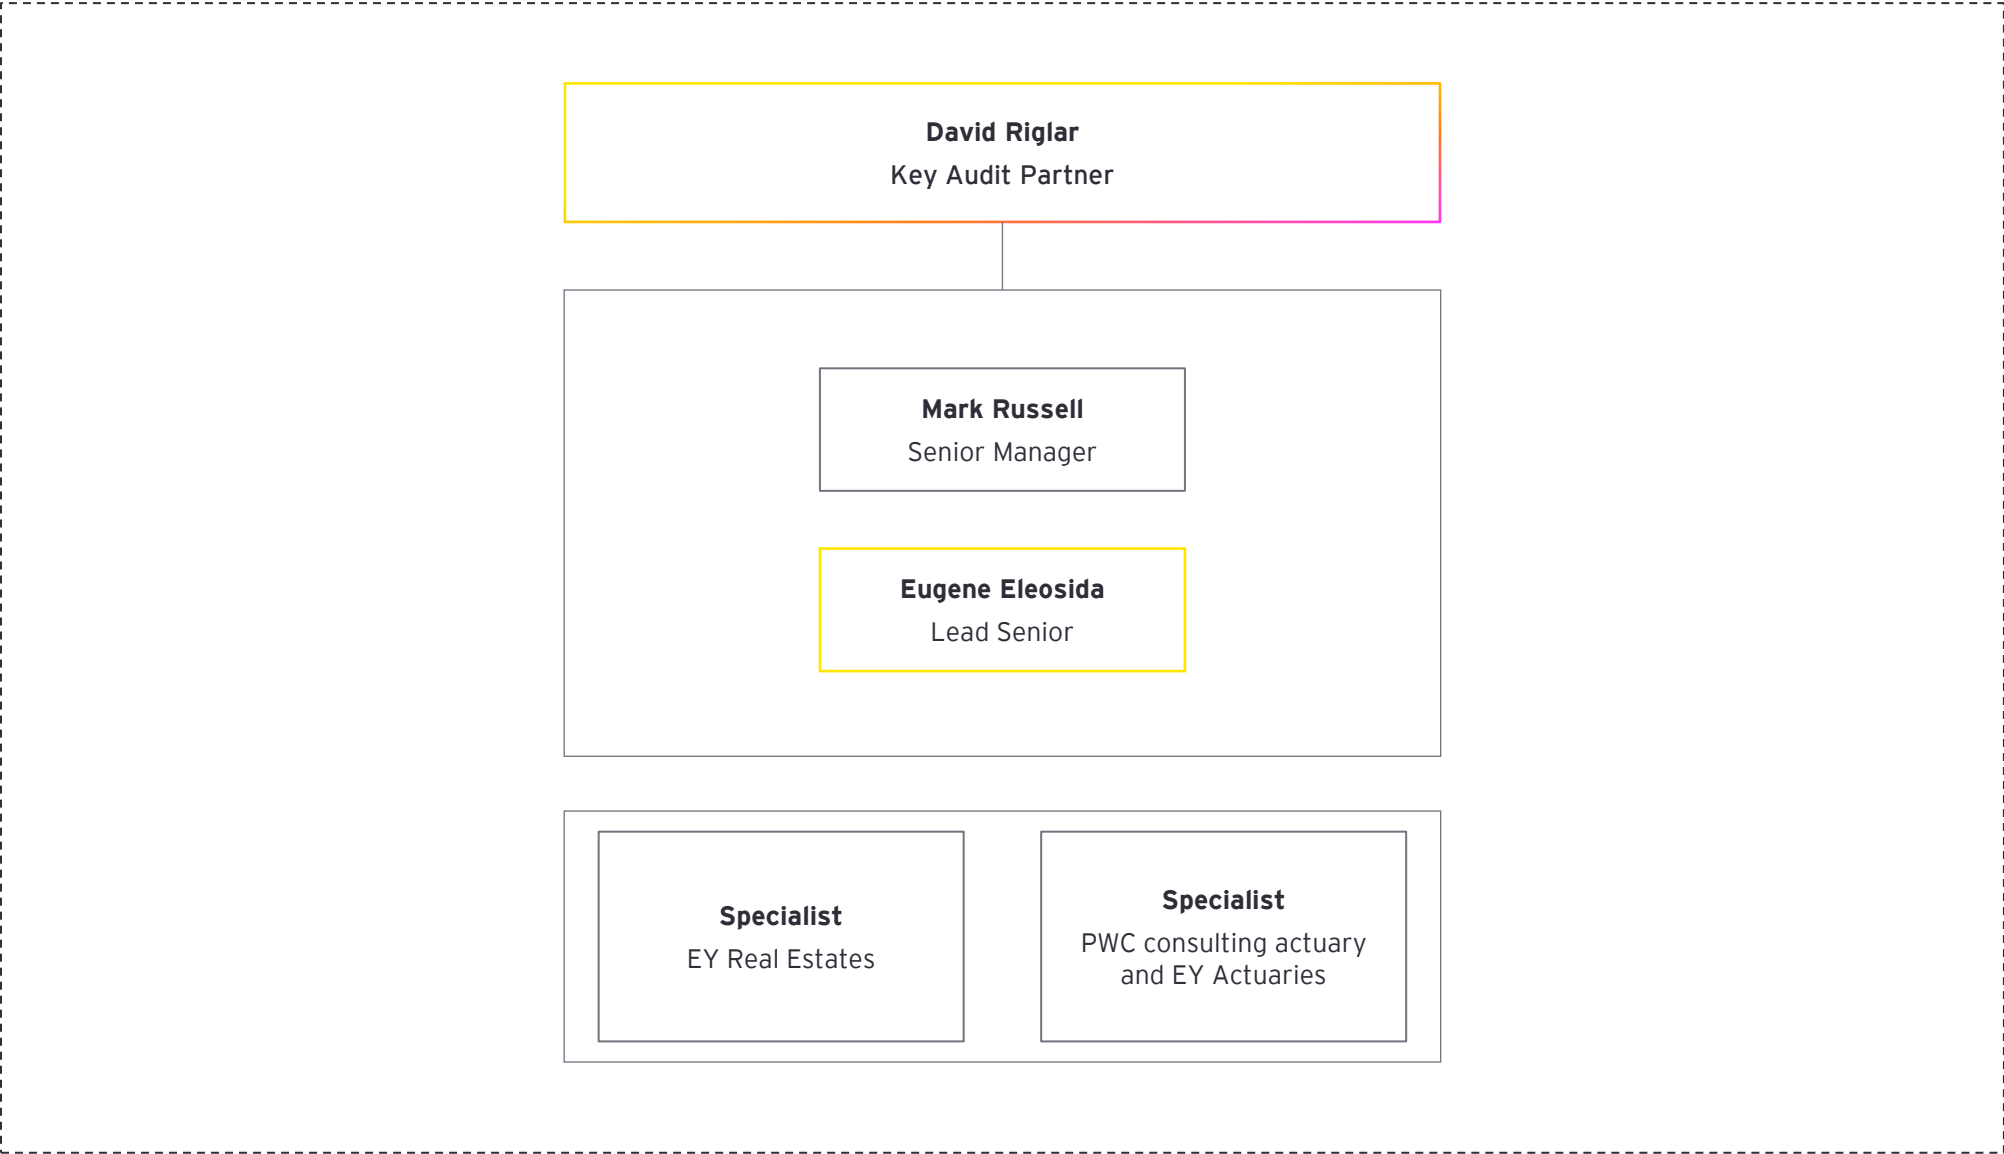 David Riglar
Key Audit Partner
Mark Russell
Senior Manager
Eugene Eleosida
Lead Senior
Specialist
EY Real Estates
Specialist
PWC consulting actuary
and EY Actuaries